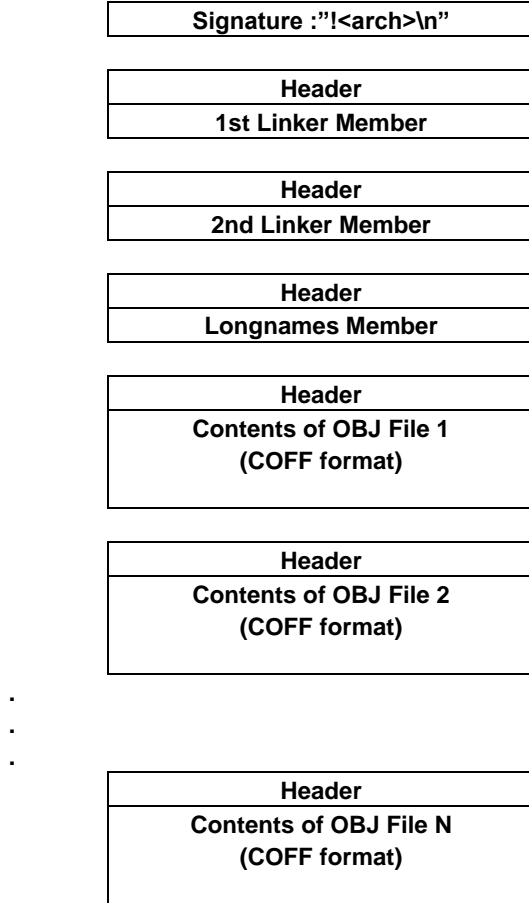 Signature :”!<arch>\n”
Header
1st Linker Member
Header
2nd Linker Member
Header
Longnames Member
Header
Contents of OBJ File 1
(COFF format)
Header
Contents of OBJ File 2
(COFF format)
.
.
.
Header
Contents of OBJ File N
(COFF format)